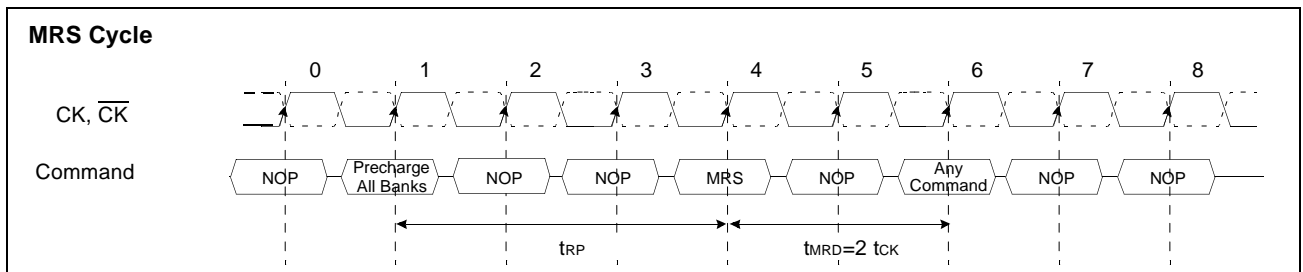 MRS Cycle
0 1 2 3 4 5 6 7 8
CK, C̅K̅
Command
NOP Precharge All Banks NOP NOP MRS NOP Any Command NOP NOP
tRP tMRD=2 tCK